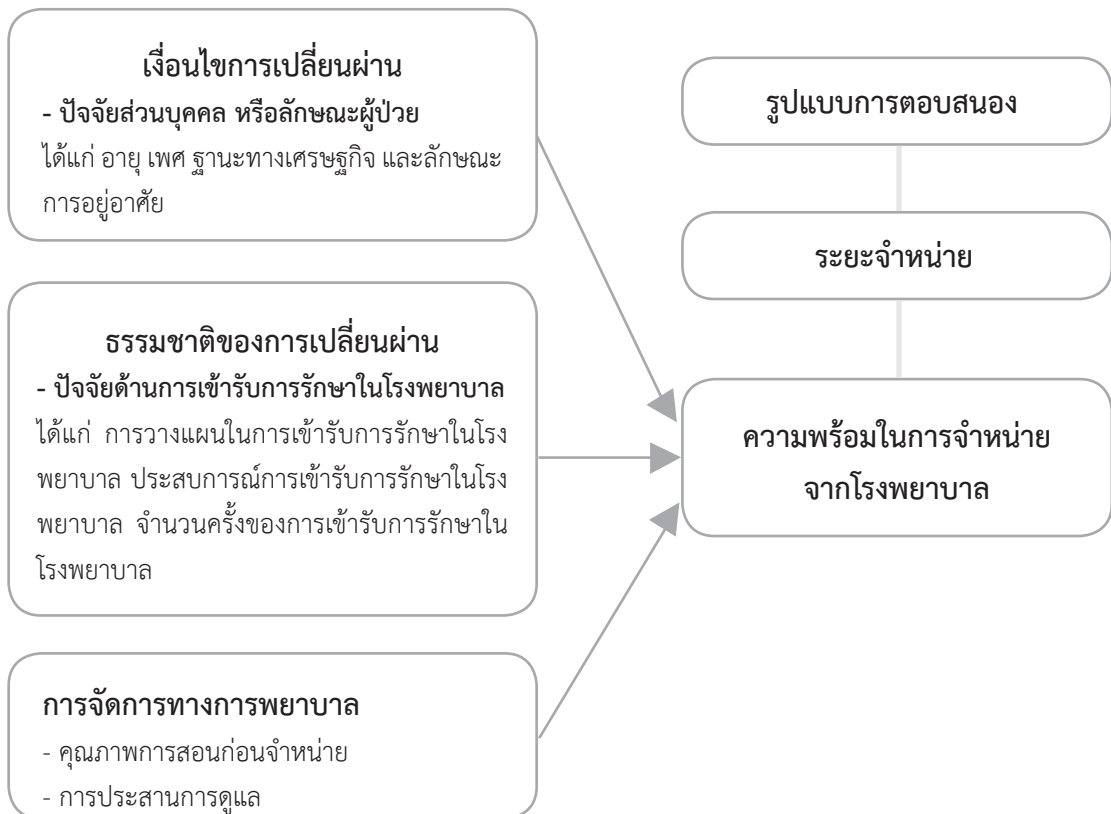 เงื่อนไขการเปลี่ยนผ่าน
- ปัจจัยส่วนบุคคล หรือลักษณะผู้ป่วย
ได้แก่ อายุ เพศ ฐานะทางเศรษฐกิจ และลักษณะ
การอยู่อาศัย
ธรรมชาติของการเปลี่ยนผ่าน
- ปัจจัยด้านการเข้ารับการรักษาในโรงพยาบาล
ได้แก่ การวางแผนในการเข้ารับการรักษาในโรง
พยาบาล ประสบการณ์การเข้ารับการรักษาในโรง
พยาบาล จำนวนครั้งของการเข้ารับการรักษาใน
โรงพยาบาล
การจัดการทางการพยาบาล
- คุณภาพการสอนก่อนจำหน่าย
- การประสานการดูแล
รูปแบบการตอบสนอง
ระยะจำหน่าย
ความพร้อมในการจำหน่าย
จากโรงพยาบาล